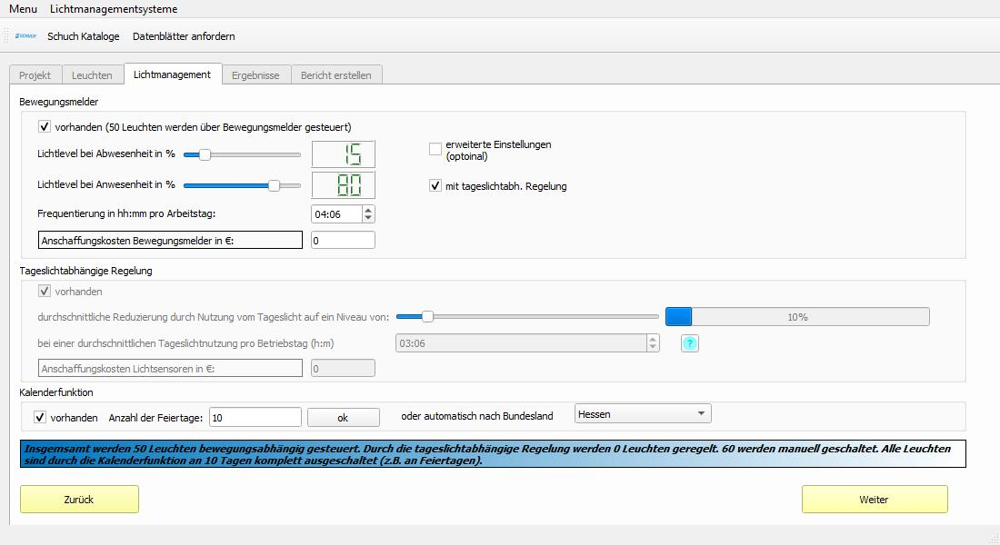 Menu Lichtmanagementsysteme
SCHUCH Schuch Kataloge Datenblätter anfordern
Projekt Leuchten Lichtmanagement Ergebnisse Bericht erstellen
Bewegungsmelder
vorhanden (50 Leuchten werden über Bewegungsmelder gesteuert)
Lichtlevel bei Abwesenheit in % 15
erweiterte Einstellungen
(optoinal)
Lichtlevel bei Anwesenheit in % 80
mit tageslichtabh. Regelung
Frequentierung in hh:mm pro Arbeitstag: 04:06
Anschaffungskosten Bewegungsmelder in €: 0
Tageslichtabhängige Regelung
vorhanden
durchschnittliche Reduzierung durch Nutzung vom Tageslicht auf ein Niveau von: 10%
bei einer durchschnittlichen Tageslichtnutzung pro Betriebstag (h:m) 03:06 ?
Anschaffungskosten Lichtsensoren in €: 0
Kalenderfunktion
vorhanden Anzahl der Feiertage: 10 ok oder automatisch nach Bundesland Hessen
Insgemsamt werden 50 Leuchten bewegungsabhängig gesteuert. Durch die tageslichtabhängige Regelung werden 0 Leuchten geregelt. 60 werden manuell geschaltet. Alle Leuchten
sind durch die Kalenderfunktion an 10 Tagen komplett ausgeschaltet (z.B. an Feiertagen).
Zurück Weiter